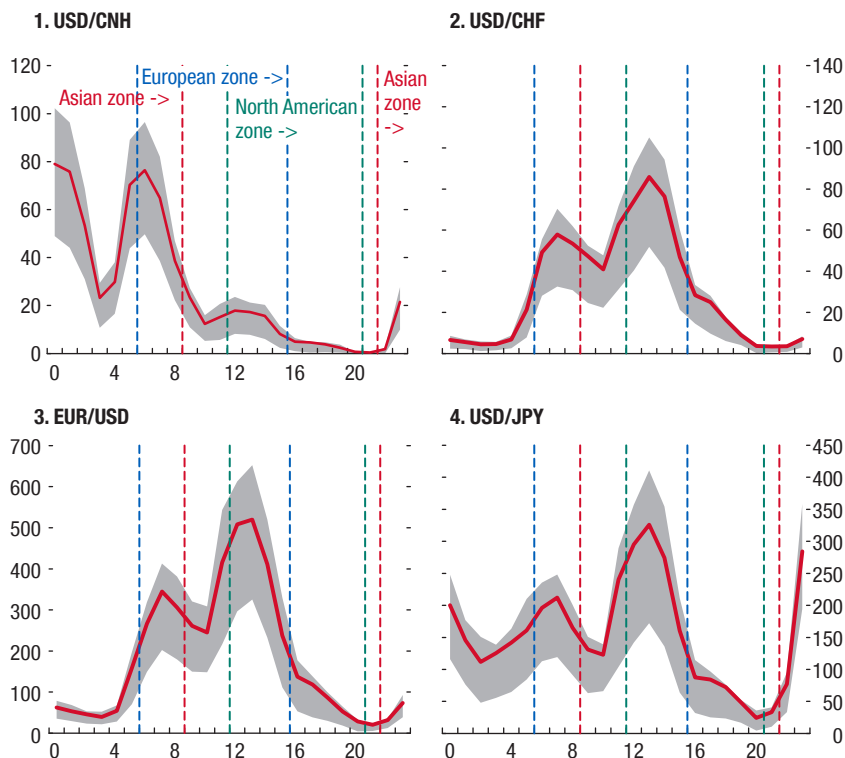 1. USD/CNH
120
100
80
60
40
20
0
Asian zone ->
European zone ->
North American
zone ->
Asian
zone
->
0 4 8 12 16 20
2. USD/CHF
140
120
100
80
60
40
20
0
0 4 8 12 16 20
3. EUR/USD
700
600
500
400
300
200
100
0
0 4 8 12 16 20
4. USD/JPY
450
400
350
300
250
200
150
100
50
0
0 4 8 12 16 20